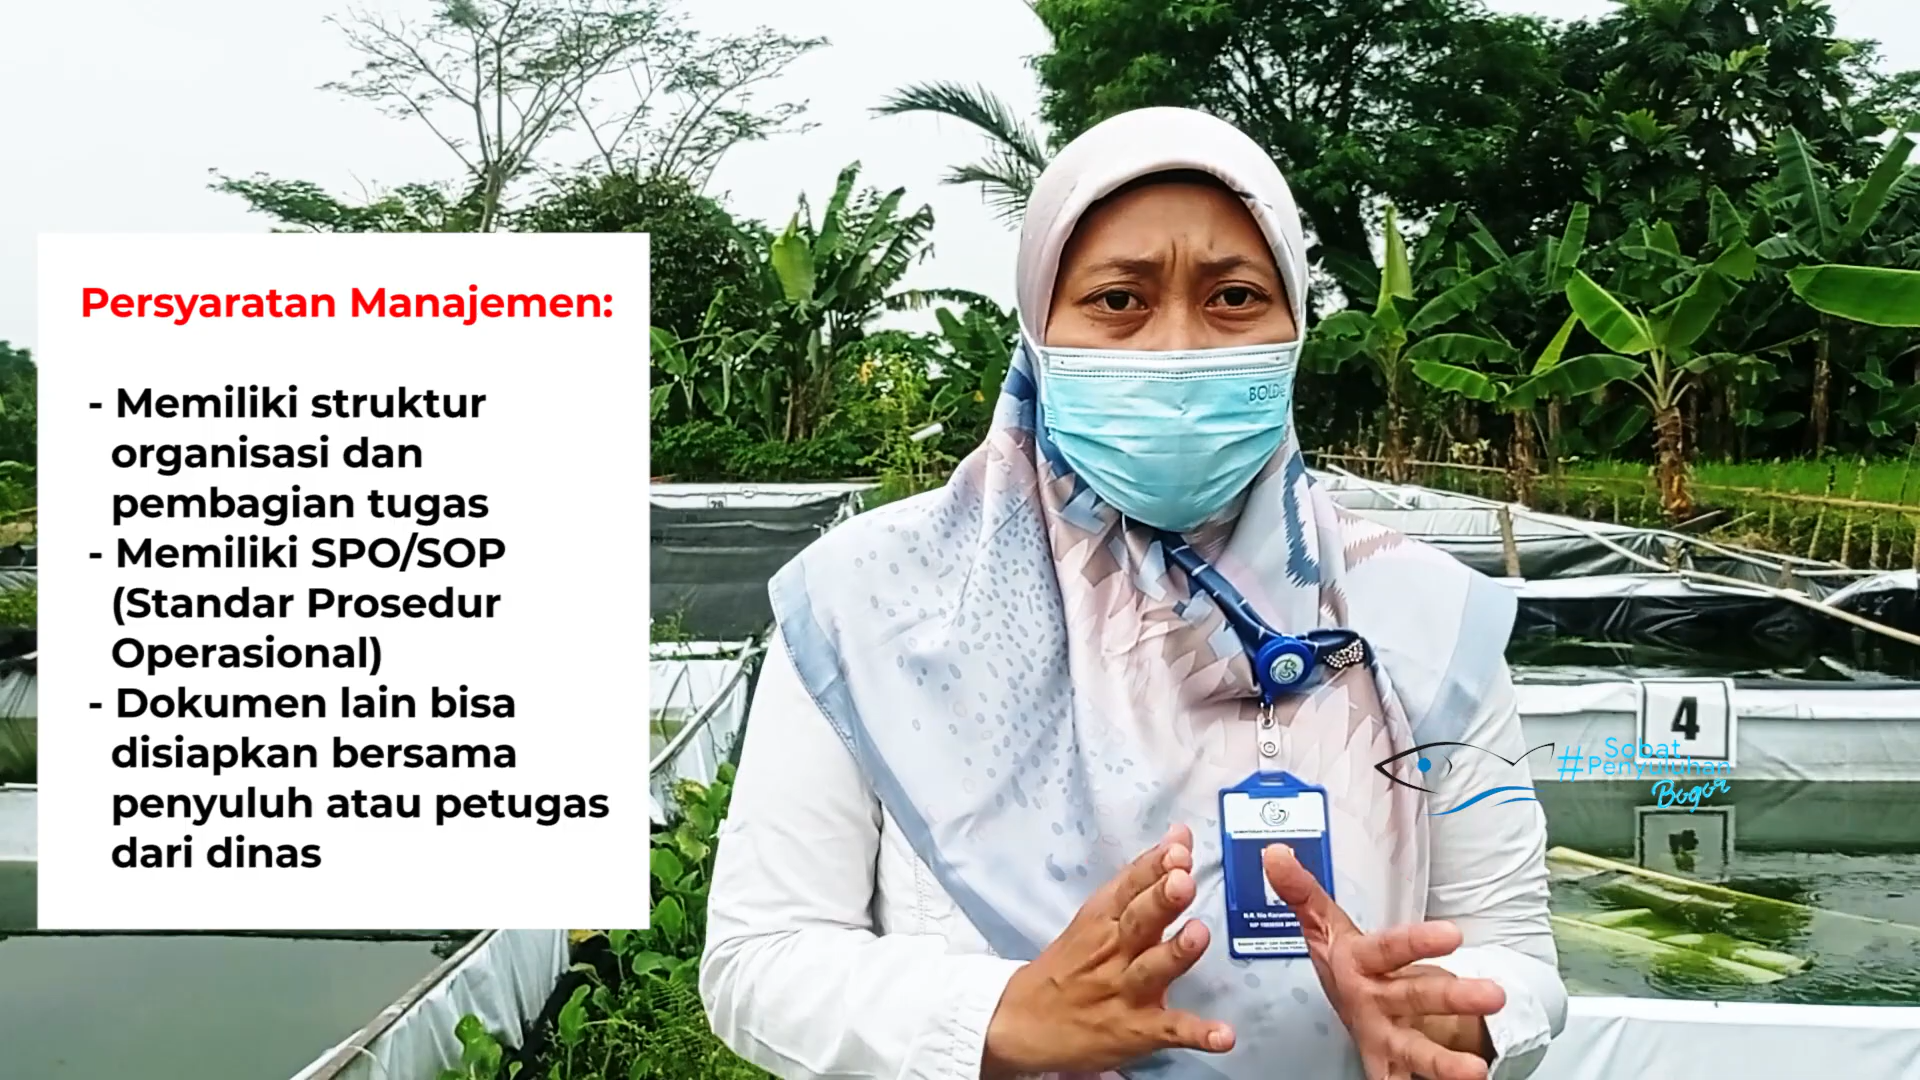 Persyaratan Manajemen:
- Memiliki struktur
organisasi dan
pembagian tugas
- Memiliki SPO/SOP
(Standar Prosedur
Operasional)
- Dokumen lain bisa
disiapkan bersama
penyuluh atau petugas
dari dinas
4
#Sobat
Penyuluhan
Bogor